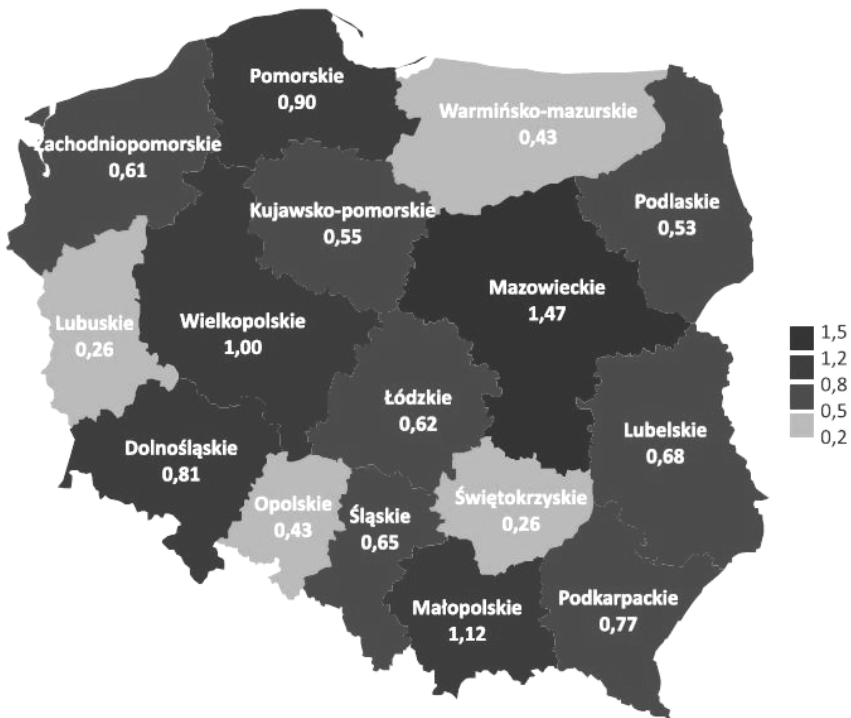 Pomorskie
0,90
Warmińsko-mazurskie
0,43
Zachodniopomorskie
0,61
Podlaskie
0,53
Kujawsko-pomorskie
0,55
Mazowieckie
1,47
Wielkopolskie
1,00
Lubuskie
0,26
Łódzkie
0,62
Lubelskie
0,68
Dolnośląskie
0,81
Opolskie
0,43
Śląskie
0,65
Świętokrzyskie
0,26
Małopolskie
1,12
Podkarpackie
0,77
1,5
1,2
0,8
0,5
0,2